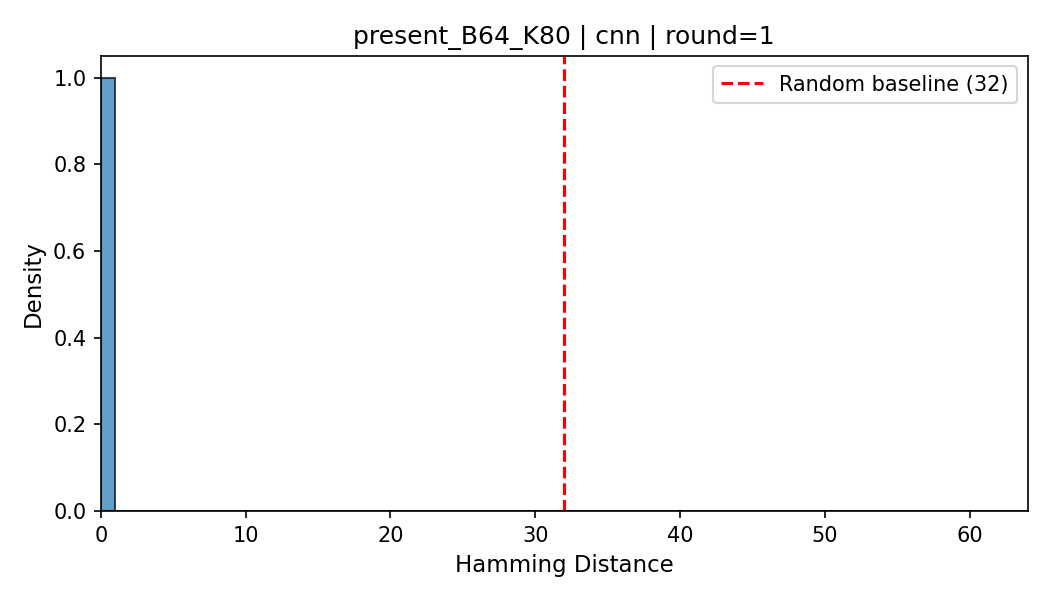 present_B64_K80 | cnn | round=1
Random baseline (32)
Density
1.0
0.8
0.6
0.4
0.2
0.0
0 10 20 30 40 50 60
Hamming Distance